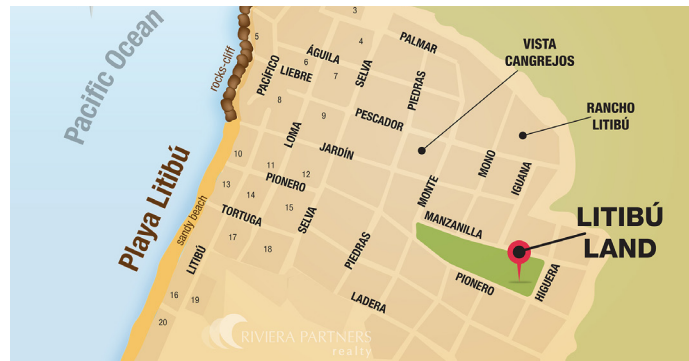 3
PALMAR
5
4
ÁGUILA
VISTA
CANGREJOS
rocks-cliff
6
SELVA
LIEBRE
7
PACÍFICO
PIEDRAS
Pacific Ocean
8
RANCHO
LITIBÚ
9
PESCADOR
LOMA
JARDÍN
10
11
MONO
IGUANA
12
13
PIONERO
14
MONTE
Playa Litibú
sandy beach
15
TORTUGA
SELVA
MANZANILLA
LITIBÚ
LAND
17
18
PIEDRAS
LITIBÚ
PIONERO
HIGUERA
16
19
LADERA
20
RIVIERA PARTNERS
realty